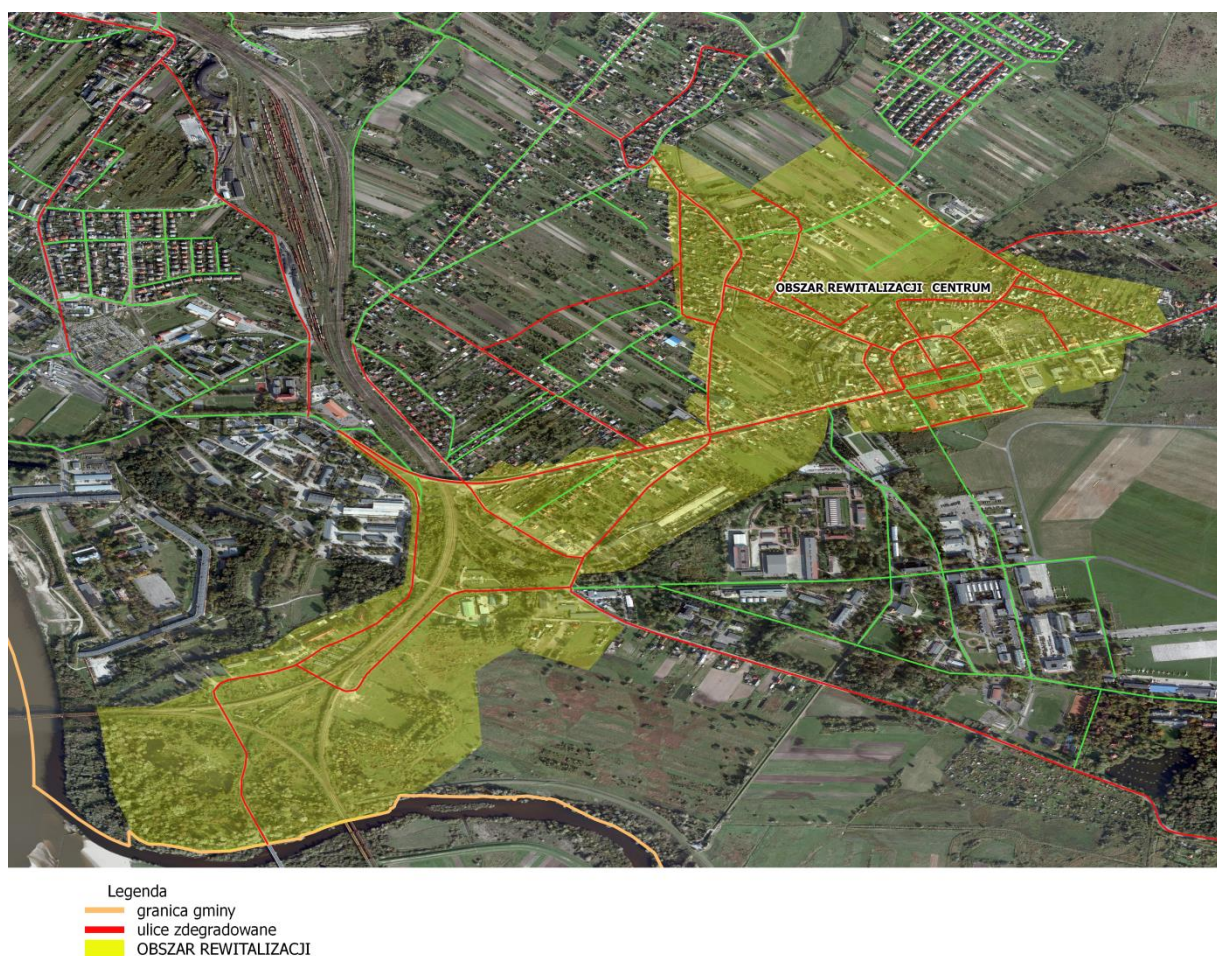 OBSZAR REWITALIZACJI CENTRUM
Legenda
granica gminy
ulice zdegradowane
OBSZAR REWITALIZACJI